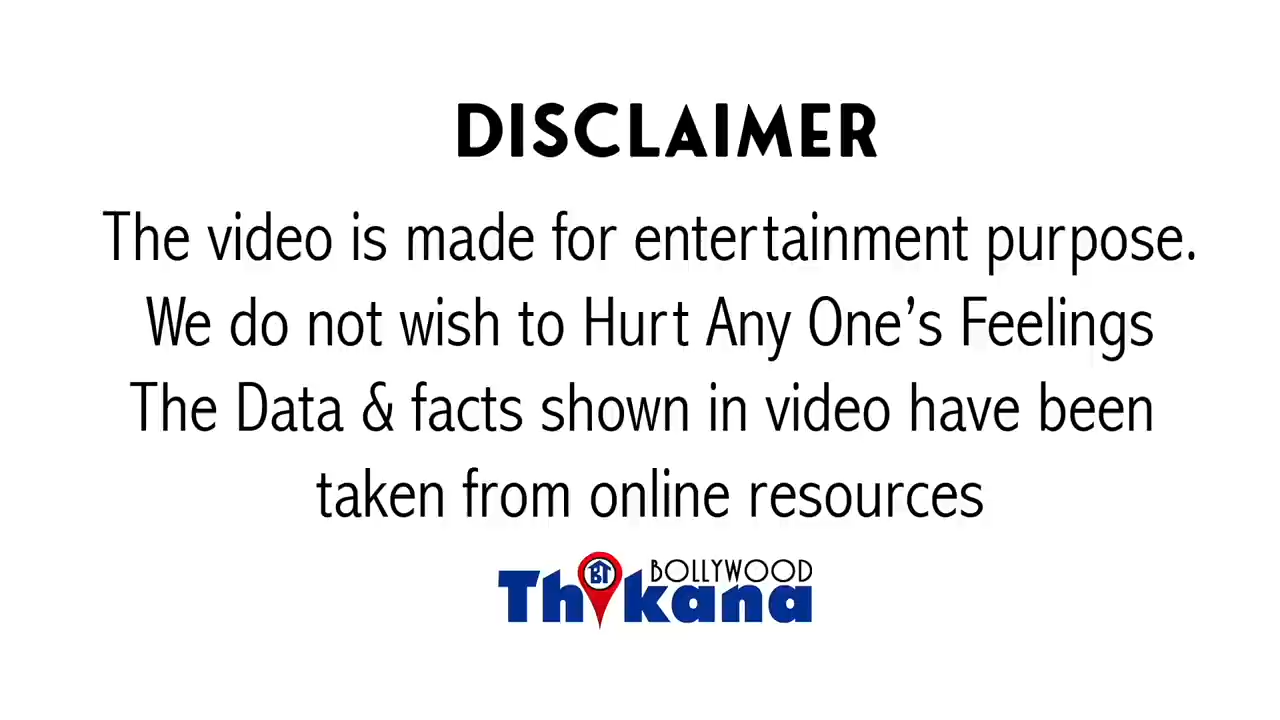 DISCLAIMER
The video is made for entertainment purpose.
We do not wish to Hurt Any One’s Feelings
The Data & facts shown in video have been
taken from online resources
BT BOLLYWOOD
Thikana